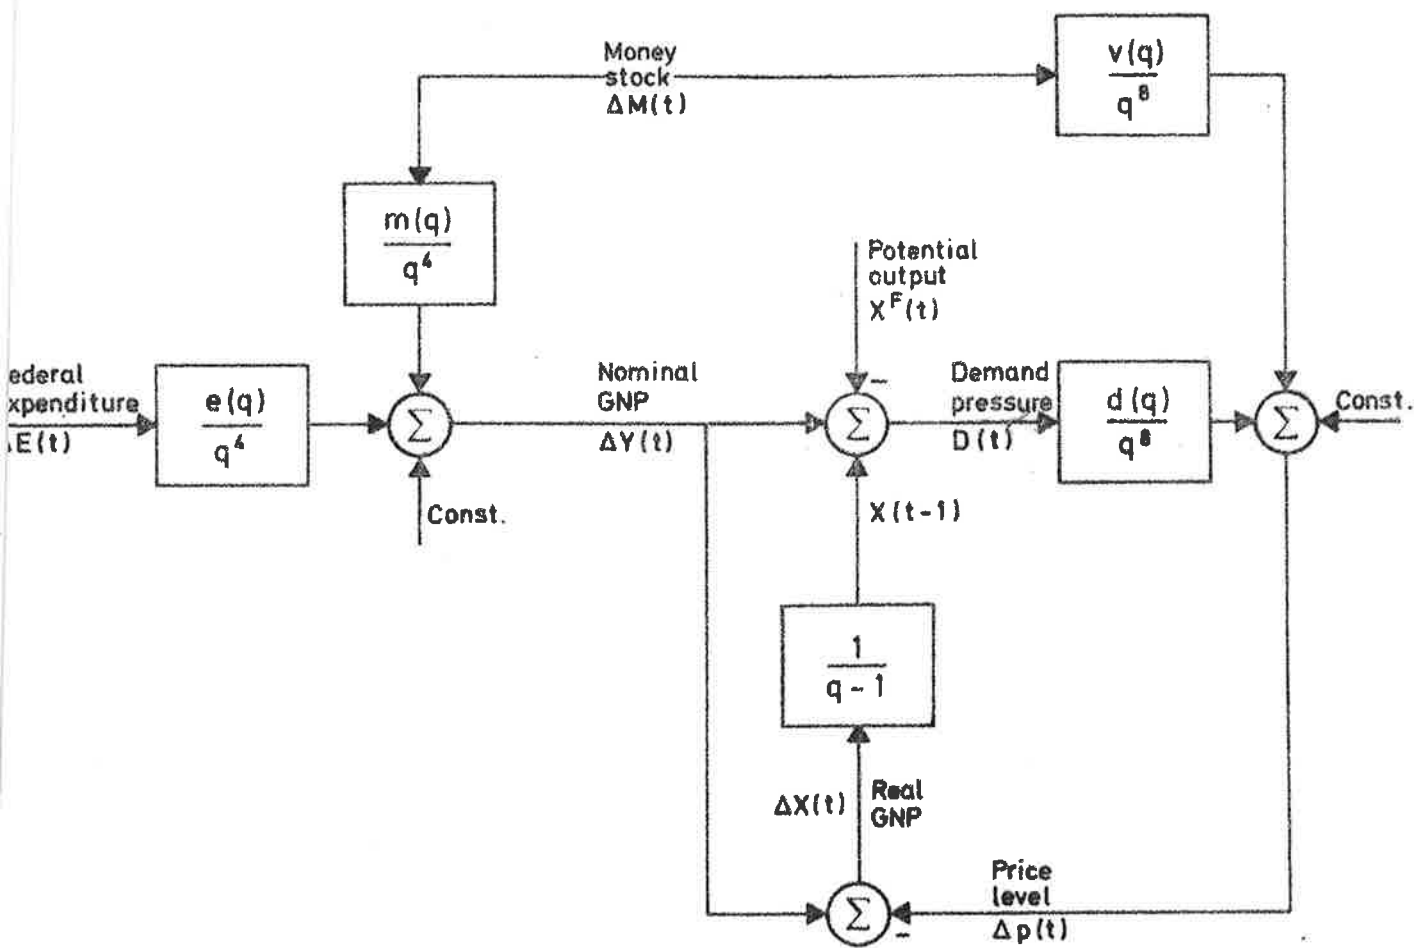 Money
stock
ΔM(t)
v(q)
q⁸
m(q)
q⁴
Potential
output
Xᶠ(t)
ederal
xpenditure
E(t)
e(q)
q⁴
Σ
Const.
Nominal
GNP
ΔY(t)
-
Σ
Demand
pressure
D(t)
d(q)
q⁸
Σ
Const.
X(t-1)
1
q-1
ΔX(t)
Real
GNP
Σ
-
Price
level
Δp(t)